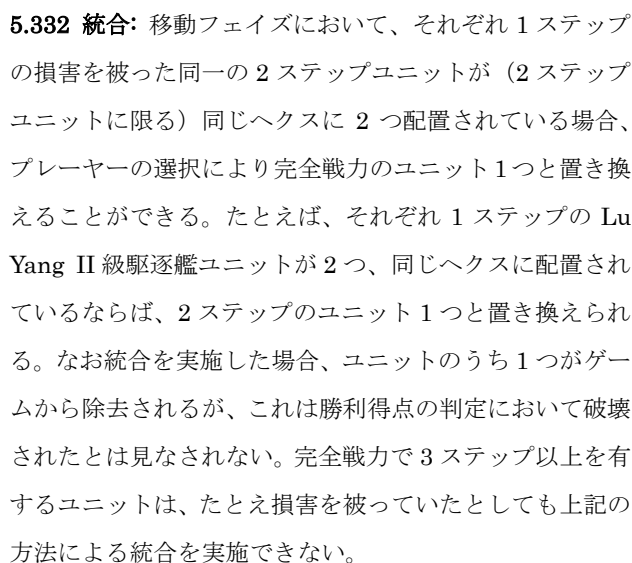 5.332 統合: 移動フェイズにおいて、それぞれ 1 ステップ
の損害を被った同一の 2 ステップユニットが（2 ステップ
ユニットに限る）同じヘクスに 2 つ配置されている場合、
プレーヤーの選択により完全戦力のユニット 1 つと置き換
えることができる。たとえば、それぞれ 1 ステップの Lu
Yang II 級駆逐艦ユニットが 2 つ、同じヘクスに配置され
ているならば、2 ステップのユニット 1 つと置き換えられ
る。なお統合を実施した場合、ユニットのうち 1 つがゲー
ムから除去されるが、これは勝利得点の判定において破壊
されたとは見なされない。完全戦力で 3 ステップ以上を有
するユニットは、たとえ損害を被っていたとしても上記の
方法による統合を実施できない。